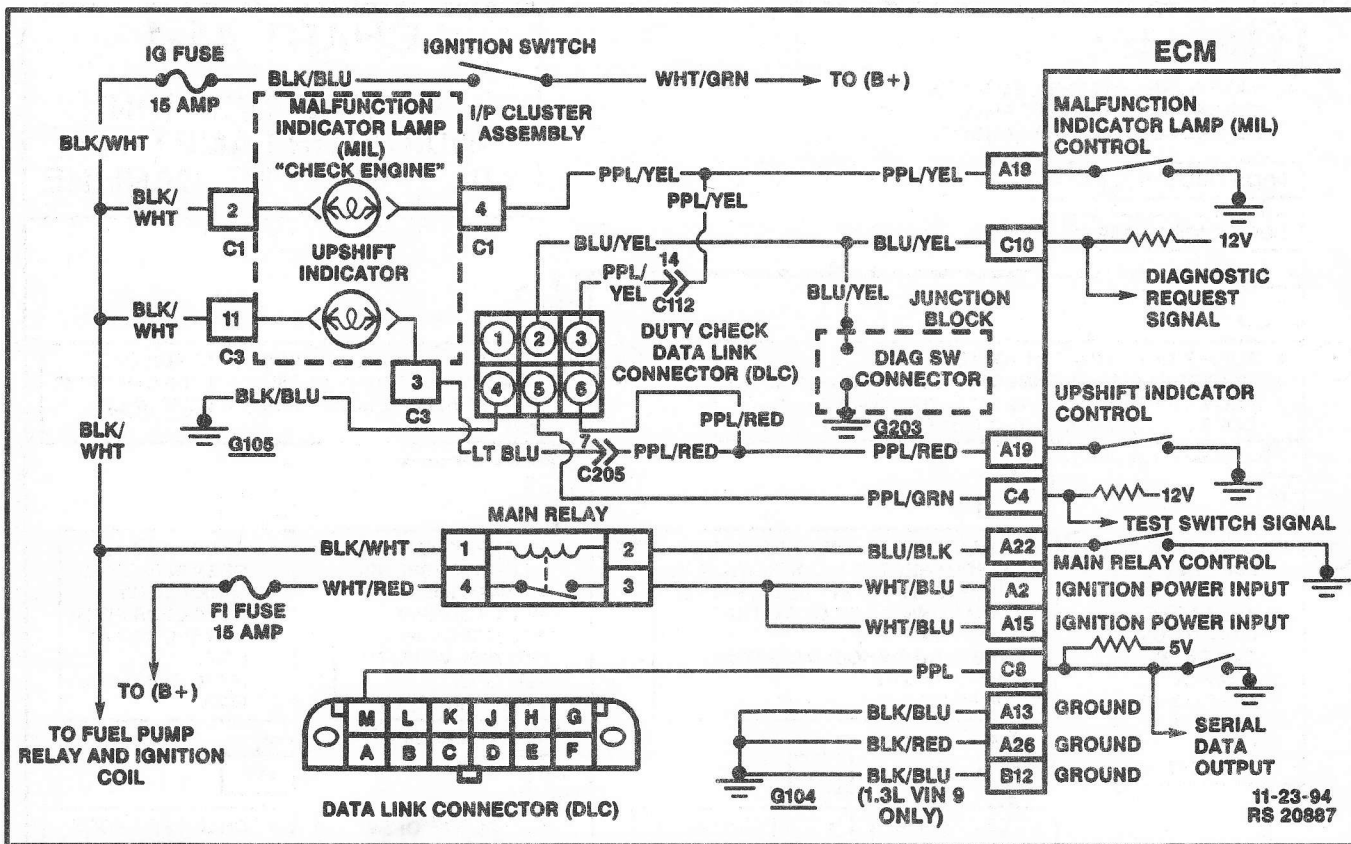 IG FUSE
15 AMP
BLK/BLU
IGNITION SWITCH
WHT/GRN
TO (B+)
ECM
BLK/WHT
MALFUNCTION
INDICATOR LAMP
(MIL)
"CHECK ENGINE"
I/P CLUSTER
ASSEMBLY
MALFUNCTION
INDICATOR LAMP (MIL)
CONTROL
BLK/
WHT
2
C1
4
C1
PPL/YEL
PPL/YEL
PPL/YEL
A18
UPSHIFT
INDICATOR
BLU/YEL
BLU/YEL
C10
12V
DIAGNOSTIC
REQUEST
SIGNAL
PPL/
YEL
14
C112
BLU/YEL
JUNCTION
BLOCK
BLK/
WHT
11
C3
1
2
3
4
5
6
DUTY CHECK
DATA LINK
CONNECTOR (DLC)
DIAG SW
CONNECTOR
G203
3
C3
BLK/BLU
G105
BLK/
WHT
UPSHIFT INDICATOR
CONTROL
PPL/RED
LT BLU
7
C205
PPL/RED
PPL/RED
A19
PPL/GRN
C4
12V
TEST SWITCH SIGNAL
MAIN RELAY
BLK/WHT
1
2
BLU/BLK
A22
MAIN RELAY CONTROL
WHT/RED
4
3
WHT/BLU
A2
IGNITION POWER INPUT
FI FUSE
15 AMP
WHT/BLU
A15
IGNITION POWER INPUT
TO (B+)
PPL
C8
5V
SERIAL
DATA
OUTPUT
TO FUEL PUMP
RELAY AND IGNITION
COIL
M L K J H G
A B C D E F
DATA LINK CONNECTOR (DLC)
BLK/BLU
A13
GROUND
BLK/RED
A26
GROUND
G104
BLK/BLU
(1.3L VIN 9
ONLY)
B12
GROUND
11-23-94
RS 20887